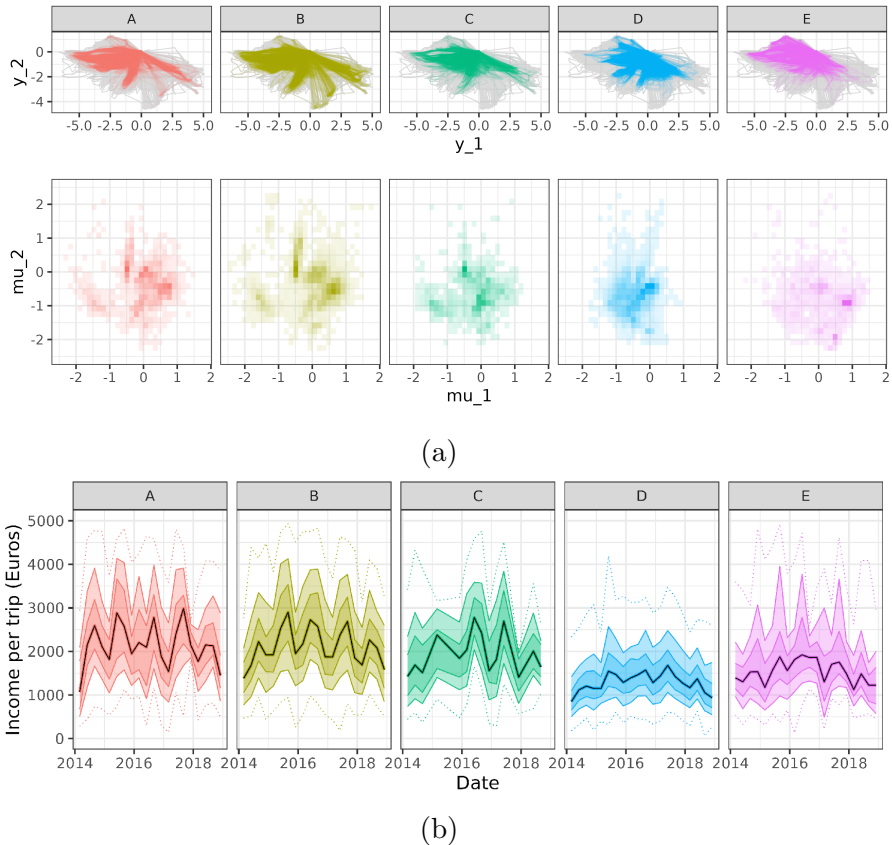 A B C D E
y_2
0
-2
-4
-5.0 -2.5 0.0 2.5 5.0 -5.0 -2.5 0.0 2.5 5.0 -5.0 -2.5 0.0 2.5 5.0 -5.0 -2.5 0.0 2.5 5.0 -5.0 -2.5 0.0 2.5 5.0
y_1
mu_2
2
1
0
-1
-2
-2 -1 0 1 2 -2 -1 0 1 2 -2 -1 0 1 2 -2 -1 0 1 2 -2 -1 0 1 2
mu_1
(a)
A B C D E
Income per trip (Euros)
5000
4000
3000
2000
1000
0
2014 2016 2018 2014 2016 2018 2014 2016 2018 2014 2016 2018 2014 2016 2018
Date
(b)